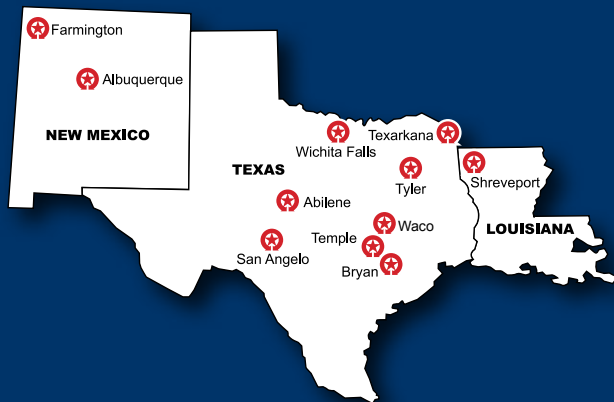 Farmington
Albuquerque
NEW MEXICO
Texarkana
Wichita Falls
TEXAS
Tyler
Shreveport
Abilene
Waco
LOUISIANA
Temple
San Angelo
Bryan